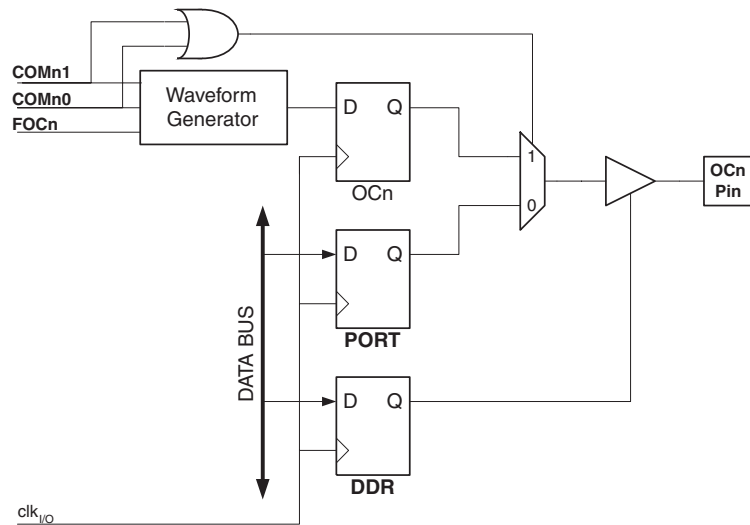 COMn1
COMn0
FOCn
Waveform
Generator
D Q
OCn
1
0
OCn
Pin
D Q
PORT
DATA BUS
D Q
DDR
clkI/O